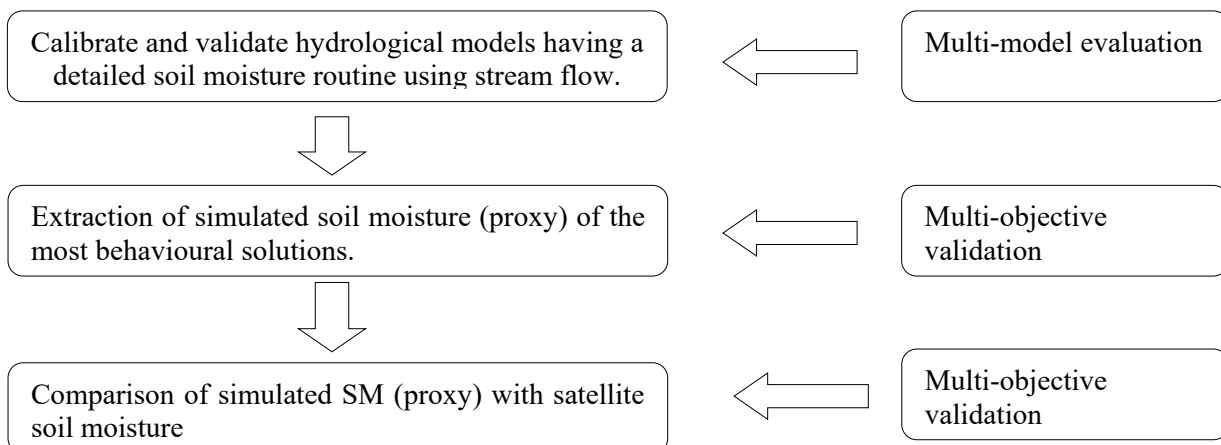 Calibrate and validate hydrological models having a
detailed soil moisture routine using stream flow.
Multi-model evaluation
Extraction of simulated soil moisture (proxy) of the
most behavioural solutions.
Multi-objective
validation
Comparison of simulated SM (proxy) with satellite
soil moisture
Multi-objective
validation